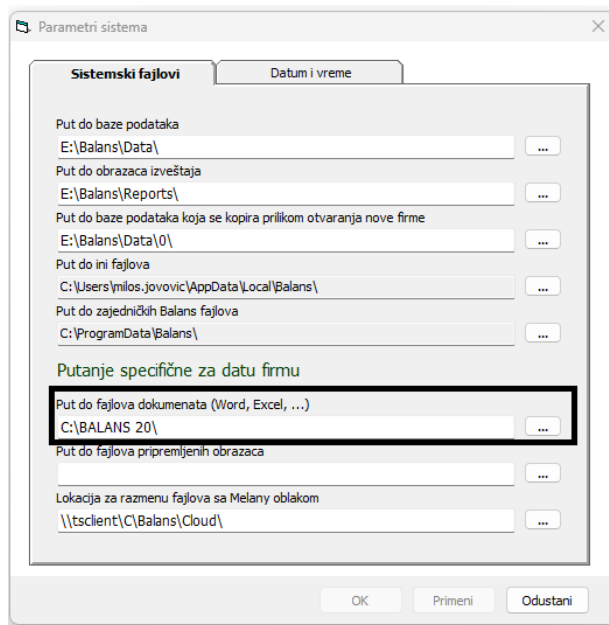 Parametri sistema
Sistemski fajlovi
Datum i vreme
Put do baze podataka
E:\Balans\Data\
...
Put do obrazaca izveštaja
E:\Balans\Reports\
...
Put do baze podataka koja se kopira prilikom otvaranja nove firme
E:\Balans\Data\0\
...
Put do ini fajlova
C:\Users\milos.jovovic\AppData\Local\Balans\
...
Put do zajedničkih Balans fajlova
C:\ProgramData\Balans\
...
Putanje specifične za datu firmu
Put do fajlova dokumenata (Word, Excel, ...)
C:\BALANS 20\
...
Put do fajlova pripremljenih obrazaca
...
Lokacija za razmenu fajlova sa Melany oblakom
\\tsclient\C\Balans\Cloud\
...
OK
Primeni
Odustani